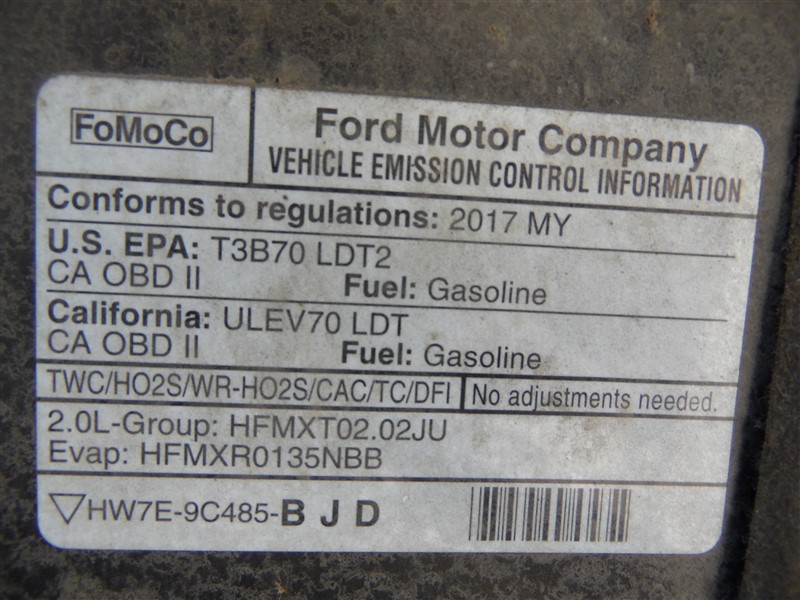 FoMoCo
Ford Motor Company
VEHICLE EMISSION CONTROL INFORMATION
Conforms to regulations: 2017 MY
U.S. EPA: T3B70 LDT2
CA OBD II Fuel: Gasoline
California: ULEV70 LDT
CA OBD II Fuel: Gasoline
TWC/HO2S/WR-HO2S/CAC/TC/DFI No adjustments needed.
2.0L-Group: HFMXT02.02JU
Evap: HFMXR0135NBB
▽HW7E-9C485-B J D